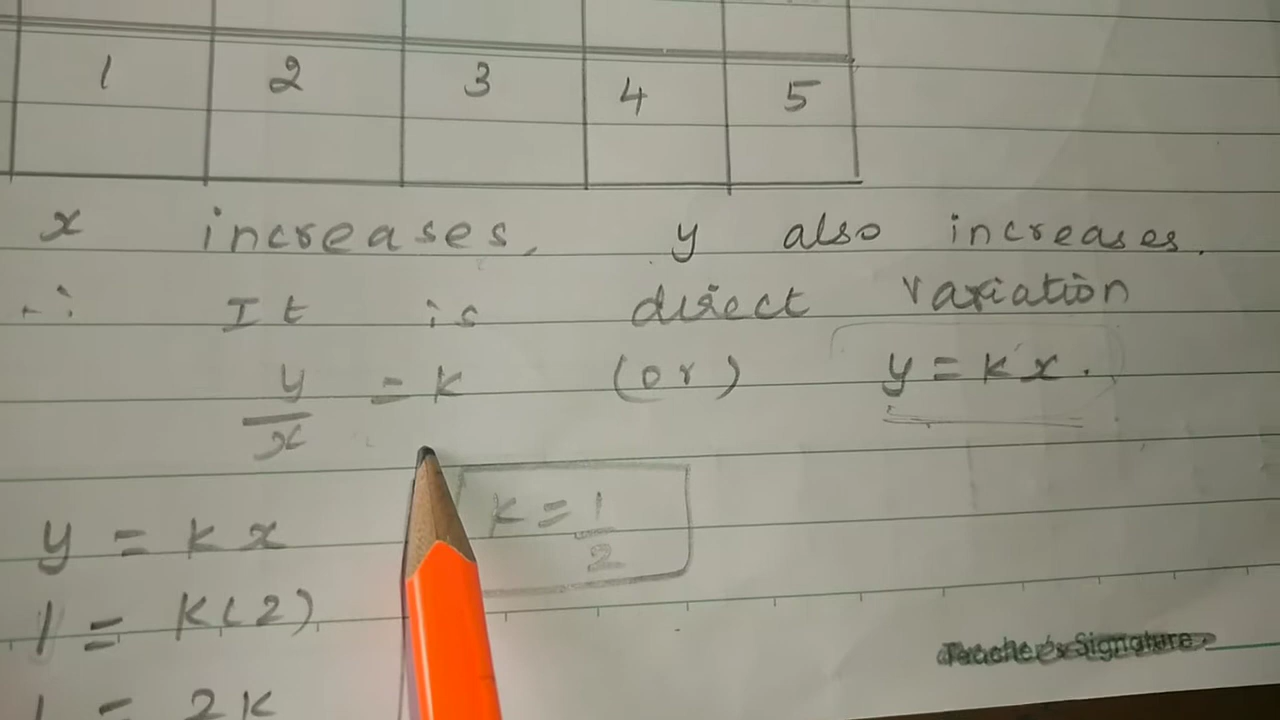 1 2 3 4 5
x increases, y also increases.
∴ It is direct variation
y/x = k (or) y = kx.
k = 1/2
y = kx
1 = k(2)
1 = 2k
Teacher's Signature